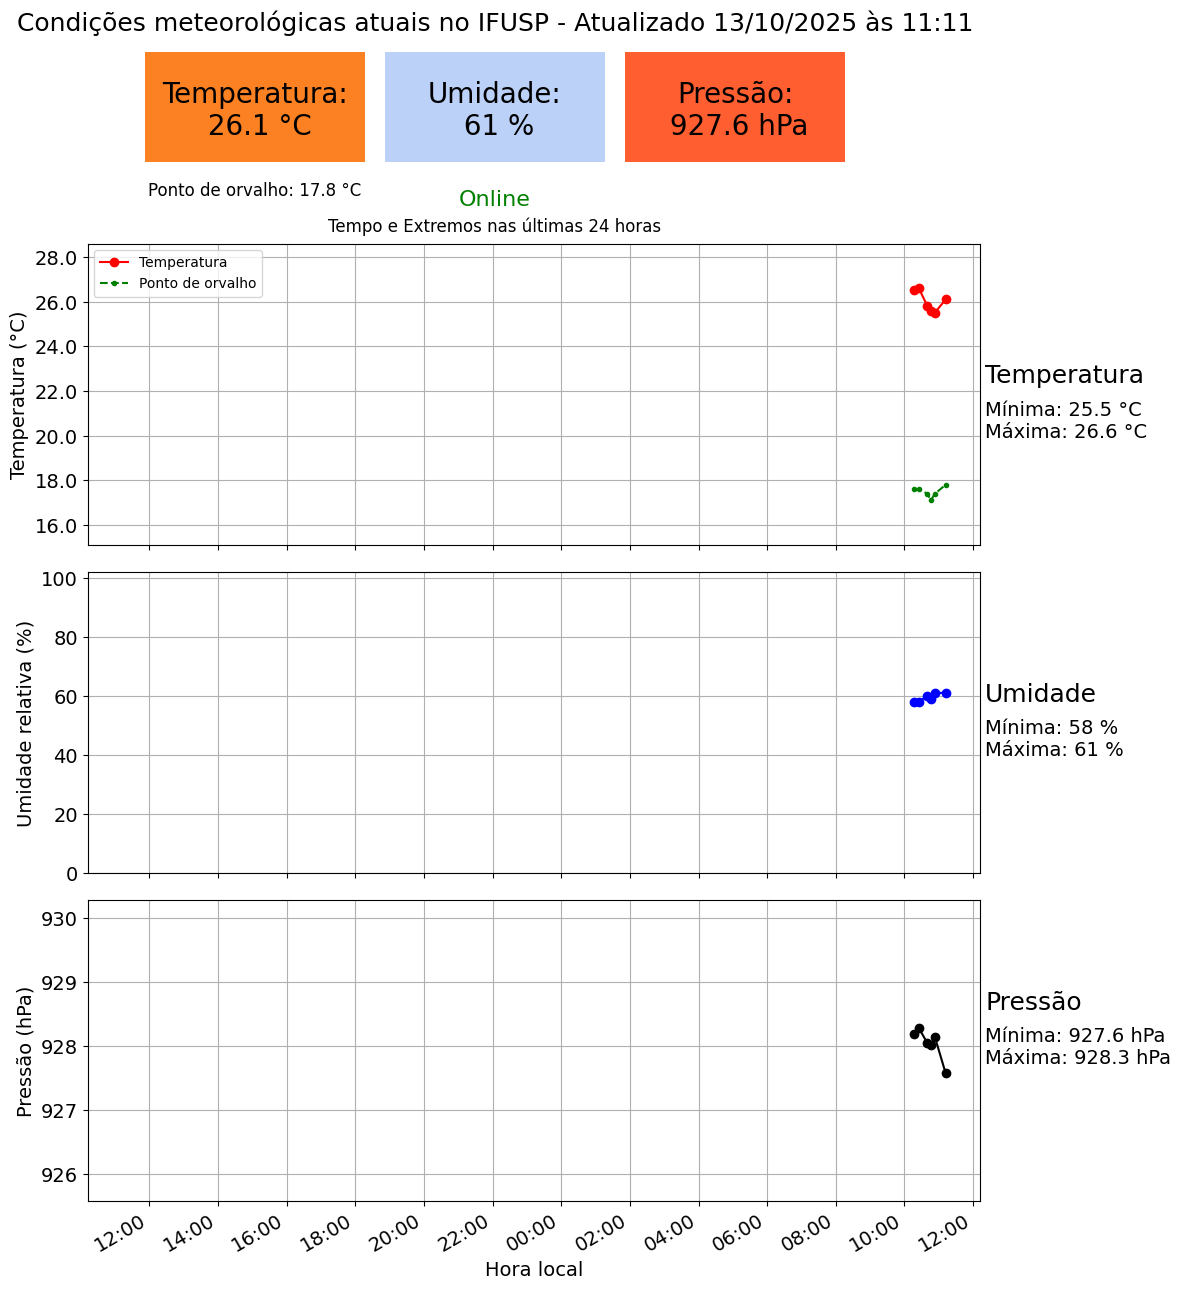 Condições meteorológicas atuais no IFUSP - Atualizado 13/10/2025 às 11:11
Temperatura:
26.1 °C
Umidade:
61 %
Pressão:
927.6 hPa
Ponto de orvalho: 17.8 °C
Online
Tempo e Extremos nas últimas 24 horas
Temperatura (°C)
28.0
26.0
24.0
22.0
20.0
18.0
16.0
Temperatura
Ponto de orvalho
Temperatura
Mínima: 25.5 °C
Máxima: 26.6 °C
Umidade relativa (%)
100
80
60
40
20
0
Umidade
Mínima: 58 %
Máxima: 61 %
Pressão (hPa)
930
929
928
927
926
Pressão
Mínima: 927.6 hPa
Máxima: 928.3 hPa
12:00
14:00
16:00
18:00
20:00
22:00
00:00
02:00
04:00
06:00
08:00
10:00
12:00
Hora local